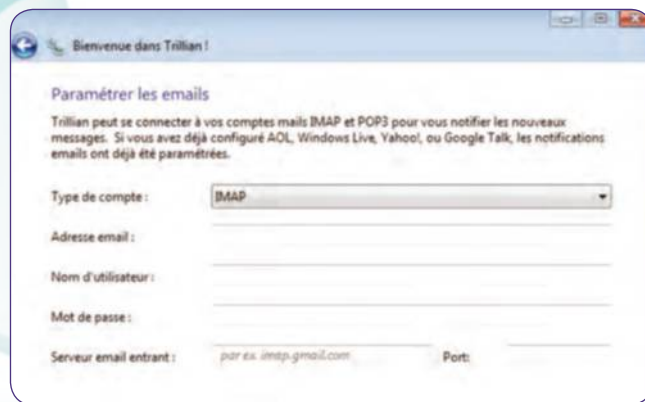 Bienvenue dans Trillian !
Paramétrer les emails
Trillian peut se connecter à vos comptes mails IMAP et POP3 pour vous notifier les nouveaux
messages. Si vous avez déjà configuré AOL, Windows Live, Yahoo!, ou Google Talk, les notifications
emails ont déjà été paramétrées.
Type de compte : IMAP
Adresse email :
Nom d'utilisateur :
Mot de passe :
Serveur email entrant : par ex. imap.gmail.com Port: